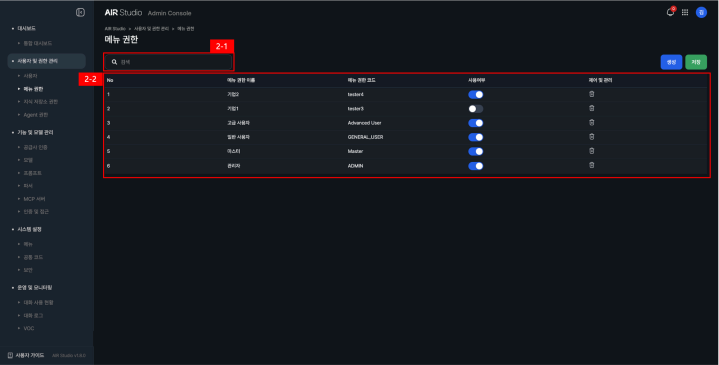 AIR Studio Admin Console
AIR Studio > 사용자 및 권한 관리 > 메뉴 권한
메뉴 권한
2-1
검색
생성
저장
2-2
No 메뉴 권한 이름 메뉴 권한 코드 사용여부 제어 및 관리
1 기업2 tester4
2 기업1 tester3
3 고급 사용자 Advanced User
4 일반 사용자 GENERAL_USER
5 마스터 Master
6 관리자 ADMIN
대시보드
통합 대시보드
사용자 및 권한 관리
사용자
메뉴 권한
지식 저장소 권한
Agent 권한
기능 및 모델 관리
공급사 인증
모델
프롬프트
파서
MCP 서버
인증 및 접근
시스템 설정
메뉴
공통 코드
보안
운영 및 모니터링
대화 사용 현황
대화 로그
VOC
사용자 가이드